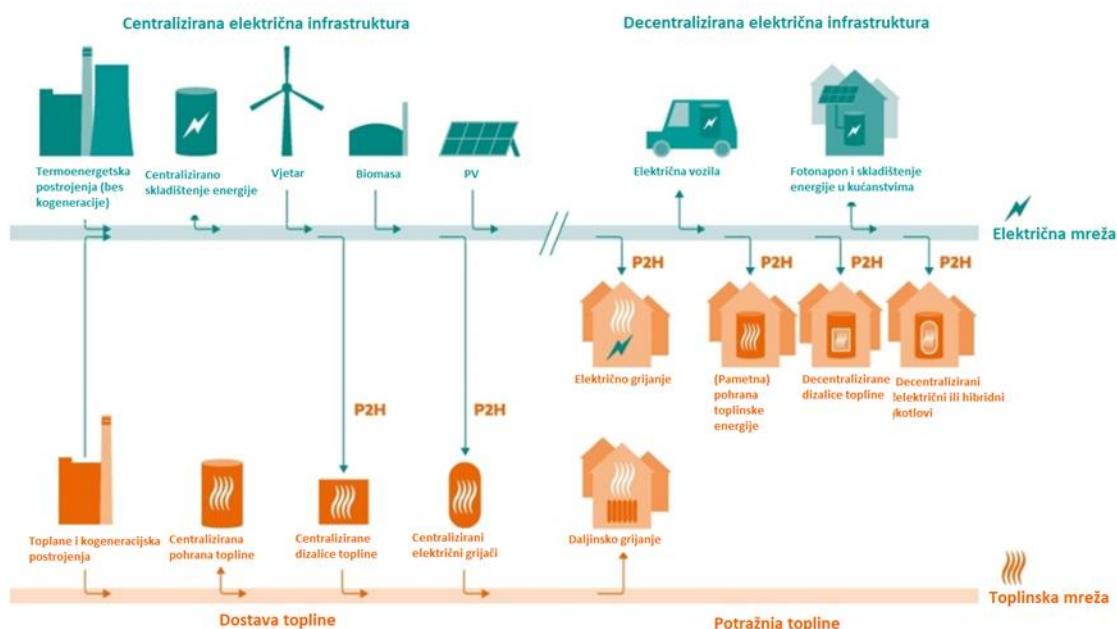 Centralizirana električna infrastruktura
Decentralizirana električna infrastruktura
Termoenergetska
postrojenja (bes
kogeneracije)
Centralizirano
skladištenje energije
Vjetar
Biomasa
PV
Električna vozila
Fotonapon i skladištenje
energije u kućanstvima
Električna mreža
P2H
P2H
P2H
P2H
Električno grijanje
(Pametna)
pohrana
toplinske
energije
Decentralizirane
dizalice topline
Decentralizirani
električni ili hibridni
kotlovi
P2H
P2H
Toplane i kogeneracijska
postrojenja
Centralizirana
pohrana topline
Centralizirane
dizalice topline
Centralizirani
električni grijači
Daljinsko grijanje
Toplinska mreža
Dostava topline
Potražnja topline